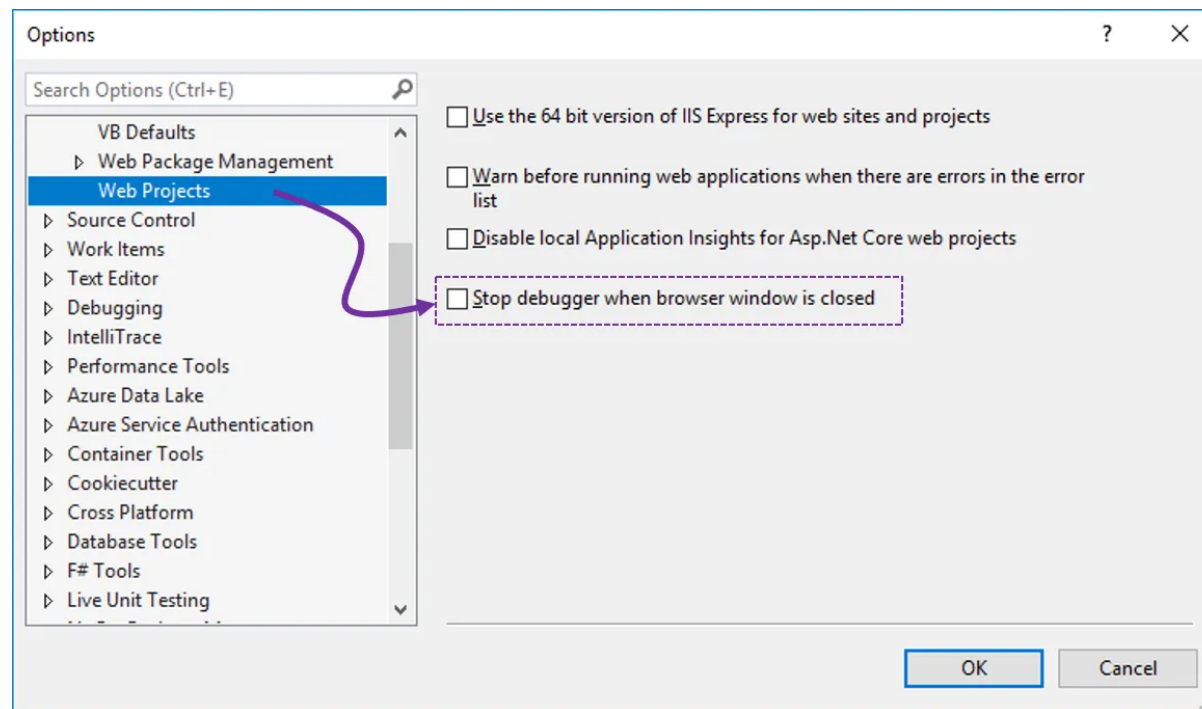 Options
?
Search Options (Ctrl+E)
VB Defaults
Web Package Management
Web Projects
Source Control
Work Items
Text Editor
Debugging
IntelliTrace
Performance Tools
Azure Data Lake
Azure Service Authentication
Container Tools
Cookiecutter
Cross Platform
Database Tools
F# Tools
Live Unit Testing
Use the 64 bit version of IIS Express for web sites and projects
Warn before running web applications when there are errors in the error
list
Disable local Application Insights for Asp.Net Core web projects
Stop debugger when browser window is closed
OK
Cancel